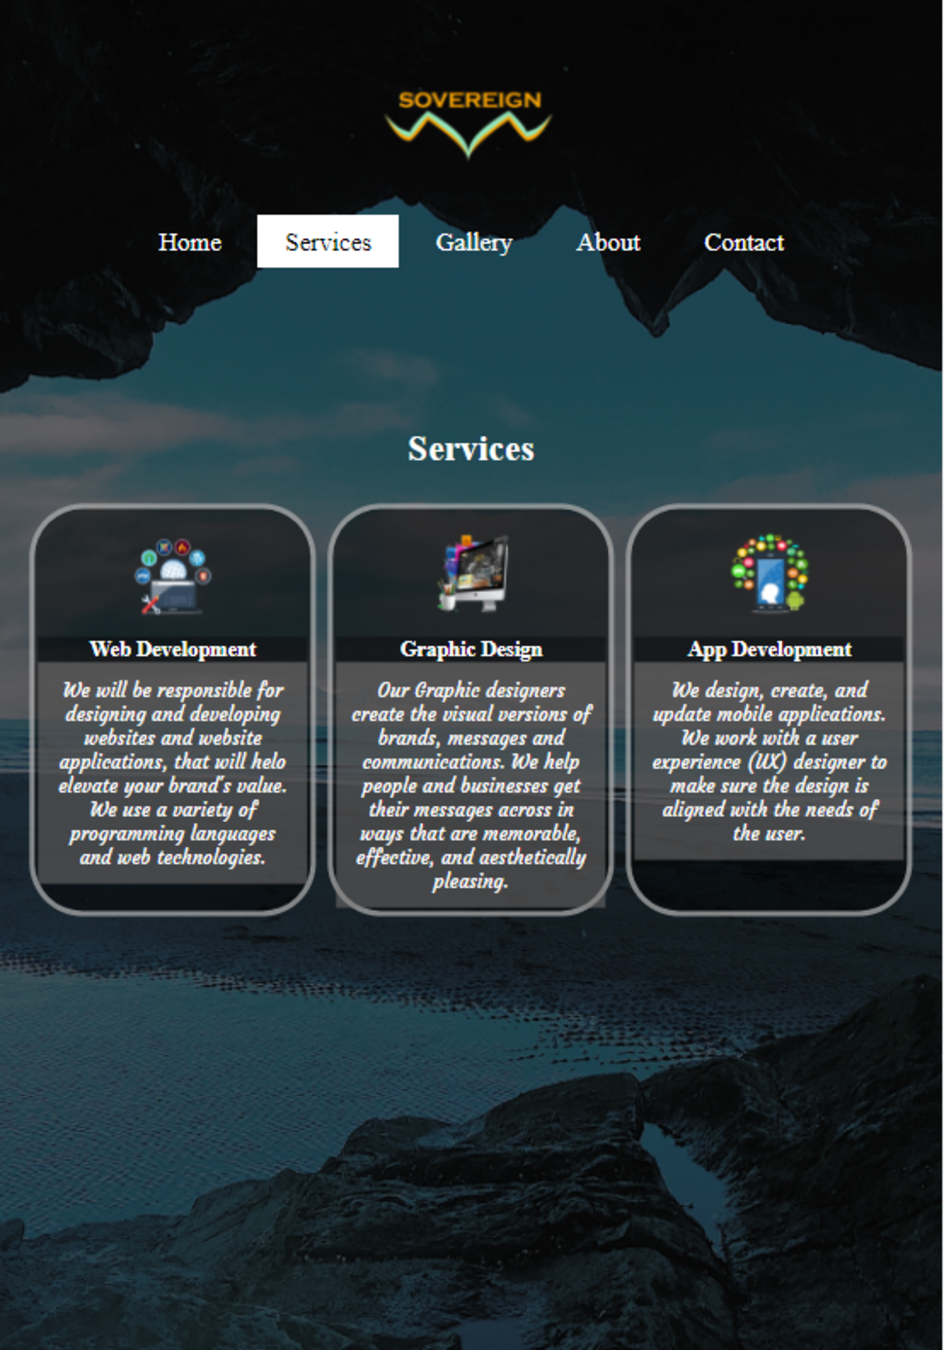 SOVEREIGN
Home Services Gallery About Contact
Services
Web Development
We will be responsible for
designing and developing
websites and website
applications, that will helo
elevate your brand's value.
We use a variety of
programming languages
and web technologies.
Graphic Design
Our Graphic designers
create the visual versions of
brands, messages and
communications. We help
people and businesses get
their messages across in
ways that are memorable,
effective, and aesthetically
pleasing.
App Development
We design, create, and
update mobile applications.
We work with a user
experience (UX) designer to
make sure the design is
aligned with the needs of
the user.